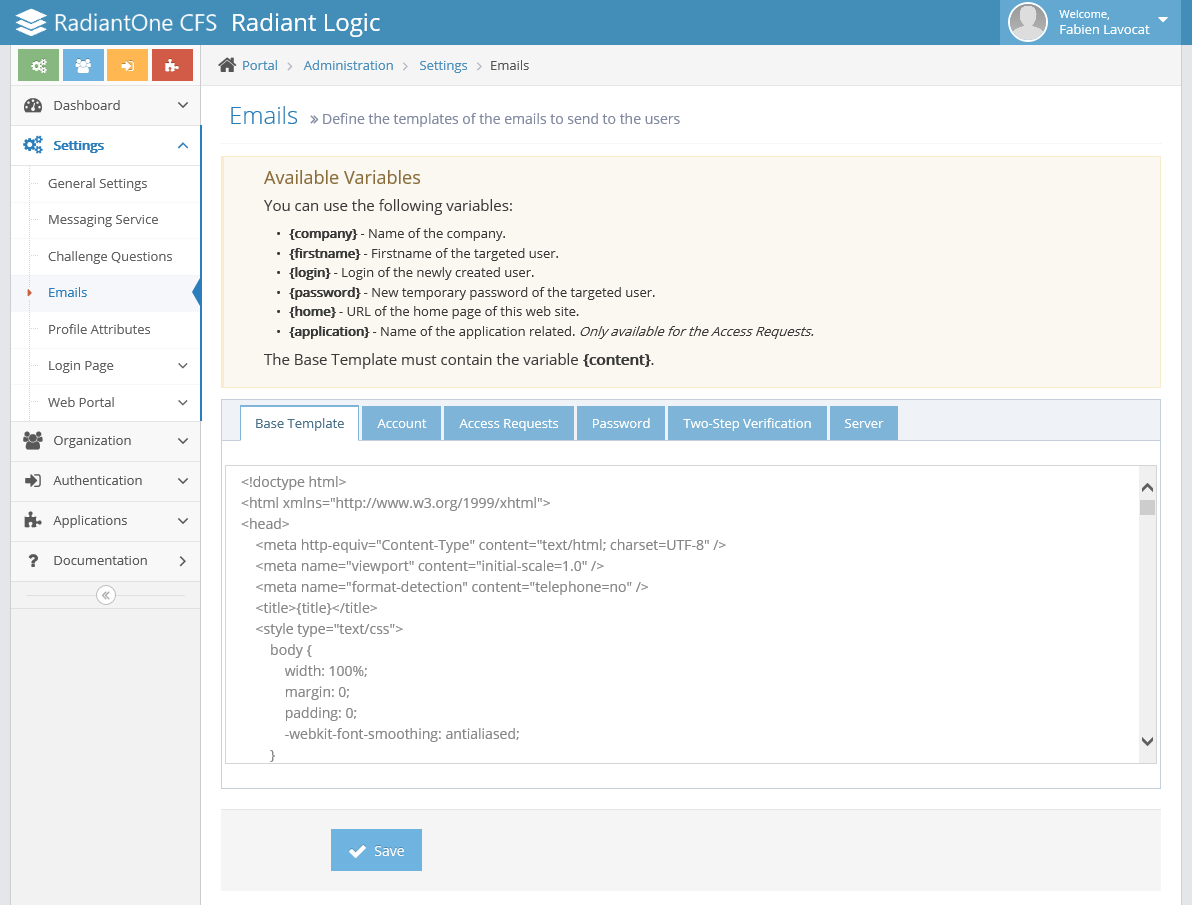 RadiantOne CFS Radiant Logic
Welcome,
Fabien Lavocat
Portal > Administration > Settings > Emails
Dashboard
Settings
General Settings
Messaging Service
Challenge Questions
Emails
Profile Attributes
Login Page
Web Portal
Organization
Authentication
Applications
? Documentation
Emails » Define the templates of the emails to send to the users
Available Variables
You can use the following variables:
• {company} - Name of the company.
• {firstname} - Firstname of the targeted user.
• {login} - Login of the newly created user.
• {password} - New temporary password of the targeted user.
• {home} - URL of the home page of this web site.
• {application} - Name of the application related. Only available for the Access Requests.
The Base Template must contain the variable {content}.
Base Template Account Access Requests Password Two-Step Verification Server
<!doctype html>
<html xmlns="http://www.w3.org/1999/xhtml">
<head>
<meta http-equiv="Content-Type" content="text/html; charset=UTF-8" />
<meta name="viewport" content="initial-scale=1.0" />
<meta name="format-detection" content="telephone=no" />
<title>{title}</title>
<style type="text/css">
body {
width: 100%;
margin: 0;
padding: 0;
-webkit-font-smoothing: antialiased;
}
Save